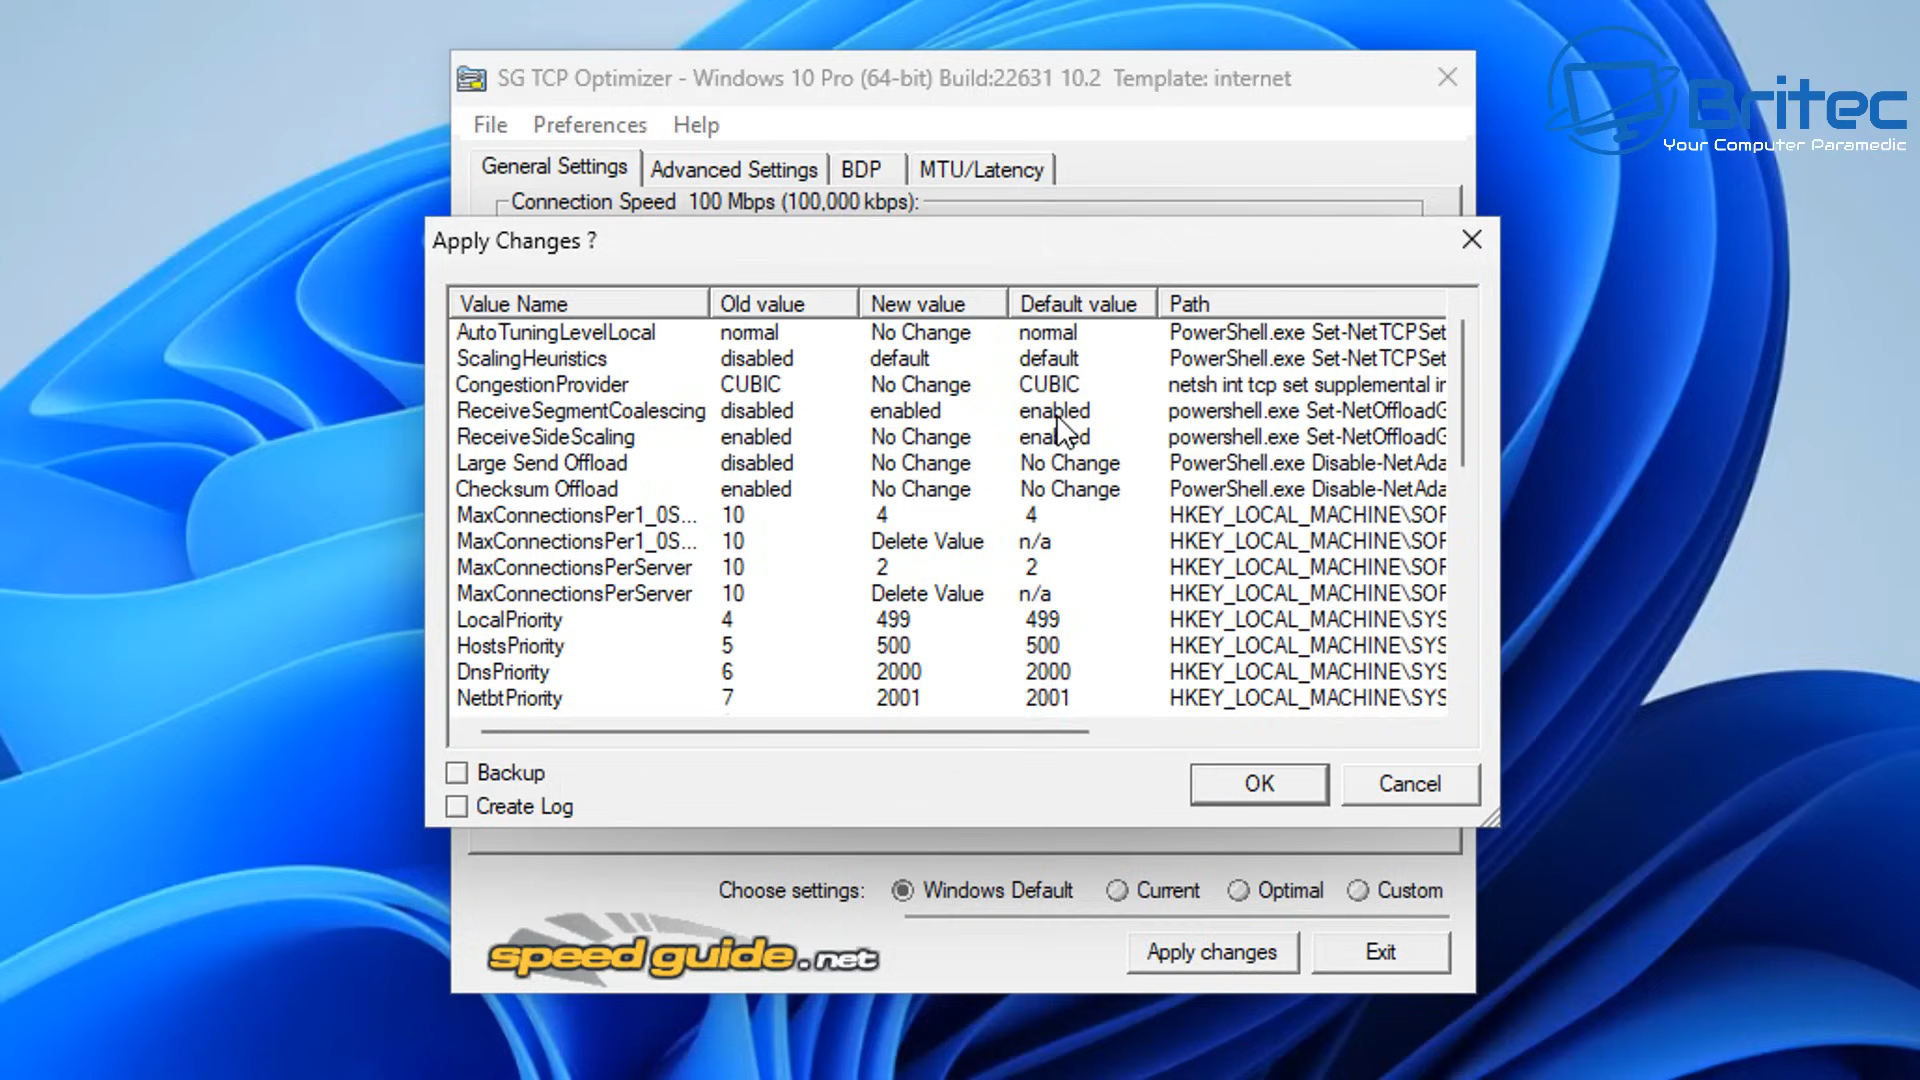 SG TCP Optimizer - Windows 10 Pro (64-bit) Build:22631 10.2 Template: internet
Britec
Your Computer Paramedic
File Preferences Help
General Settings Advanced Settings BDP MTU/Latency
Connection Speed 100 Mbps (100,000 kbps):
Apply Changes ?
Value Name Old value New value Default value Path
AutoTuningLevelLocal normal No Change normal PowerShell.exe Set-NetTCPSet
ScalingHeuristics disabled default default PowerShell.exe Set-NetTCPSet
CongestionProvider CUBIC No Change CUBIC netsh int tcp set supplemental in
ReceiveSegmentCoalescing disabled enabled enabled powershell.exe Set-NetOffloadG
ReceiveSideScaling enabled No Change enabled powershell.exe Set-NetOffloadG
Large Send Offload disabled No Change No Change PowerShell.exe Disable-NetAda
Checksum Offload enabled No Change No Change PowerShell.exe Disable-NetAda
MaxConnectionsPer1_0S... 10 4 4 HKEY_LOCAL_MACHINE\SOF
MaxConnectionsPer1_0S... 10 Delete Value n/a HKEY_LOCAL_MACHINE\SOF
MaxConnectionsPerServer 10 2 2 HKEY_LOCAL_MACHINE\SOF
MaxConnectionsPerServer 10 Delete Value n/a HKEY_LOCAL_MACHINE\SOF
LocalPriority 4 499 499 HKEY_LOCAL_MACHINE\SYS
HostsPriority 5 500 500 HKEY_LOCAL_MACHINE\SYS
DnsPriority 6 2000 2000 HKEY_LOCAL_MACHINE\SYS
NetbtPriority 7 2001 2001 HKEY_LOCAL_MACHINE\SYS
Backup
Create Log
OK Cancel
Choose settings: Windows Default Current Optimal Custom
speed guide.net
Apply changes Exit